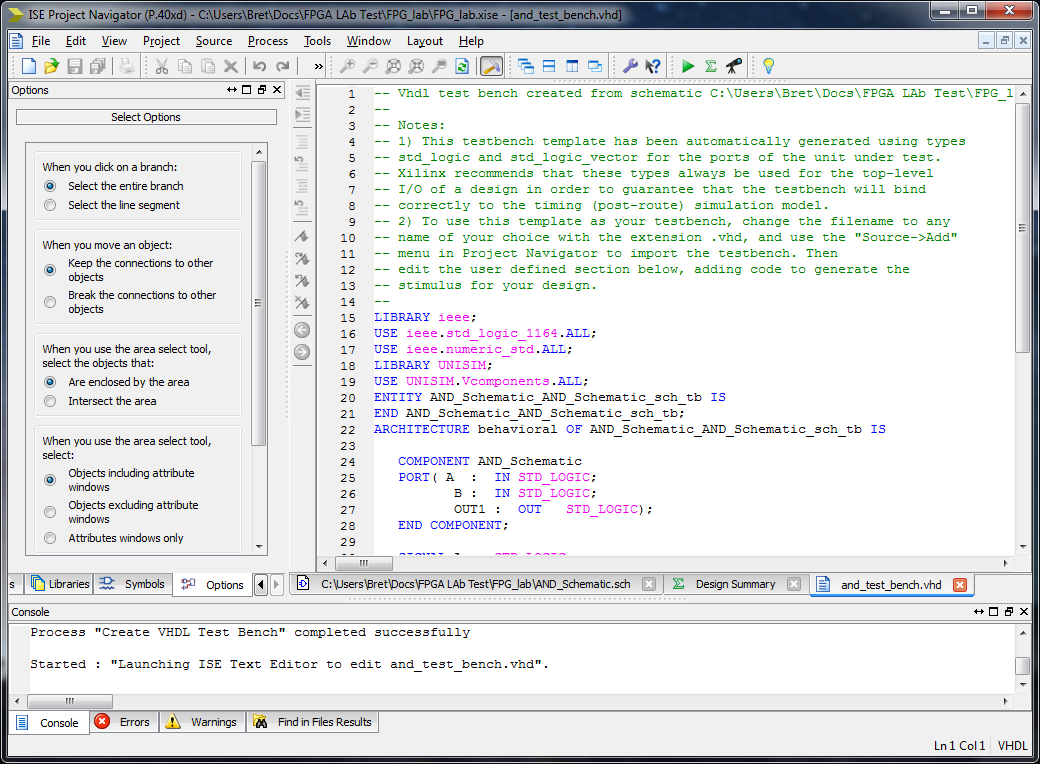 ISE Project Navigator (P.40xd) - C:\Users\Bret\Docs\FPGA LAb Test\FPG_lab\FPG_lab.xise - [and_test_bench.vhd]
File Edit View Project Source Process Tools Window Layout Help
»
Options
Select Options
When you click on a branch:
Select the entire branch
Select the line segment
When you move an object:
Keep the connections to other
objects
Break the connections to other
objects
When you use the area select tool,
select the objects that:
Are enclosed by the area
Intersect the area
When you use the area select tool,
select:
Objects including attribute
windows
Objects excluding attribute
windows
Attributes windows only
s Libraries Symbols Options
1 -- Vhdl test bench created from schematic C:\Users\Bret\Docs\FPGA LAb Test\FPG_l
2 --
3 -- Notes:
4 -- 1) This testbench template has been automatically generated using types
5 -- std_logic and std_logic_vector for the ports of the unit under test.
6 -- Xilinx recommends that these types always be used for the top-level
7 -- I/O of a design in order to guarantee that the testbench will bind
8 -- correctly to the timing (post-route) simulation model.
9 -- 2) To use this template as your testbench, change the filename to any
10 -- name of your choice with the extension .vhd, and use the "Source->Add"
11 -- menu in Project Navigator to import the testbench. Then
12 -- edit the user defined section below, adding code to generate the
13 -- stimulus for your design.
14 --
15 LIBRARY ieee;
16 USE ieee.std_logic_1164.ALL;
17 USE ieee.numeric_std.ALL;
18 LIBRARY UNISIM;
19 USE UNISIM.Vcomponents.ALL;
20 ENTITY AND_Schematic_AND_Schematic_sch_tb IS
21 END AND_Schematic_AND_Schematic_sch_tb;
22 ARCHITECTURE behavioral OF AND_Schematic_AND_Schematic_sch_tb IS
23
24 COMPONENT AND_Schematic
25 PORT( A : IN STD_LOGIC;
26 B : IN STD_LOGIC;
27 OUT1 : OUT STD_LOGIC);
28 END COMPONENT;
29
C:\Users\Bret\Docs\FPGA LAb Test\FPG_lab\AND_Schematic.sch Design Summary and_test_bench.vhd
Console
Process "Create VHDL Test Bench" completed successfully
Started : "Launching ISE Text Editor to edit and_test_bench.vhd".
Console Errors Warnings Find in Files Results
Ln 1 Col 1 VHDL